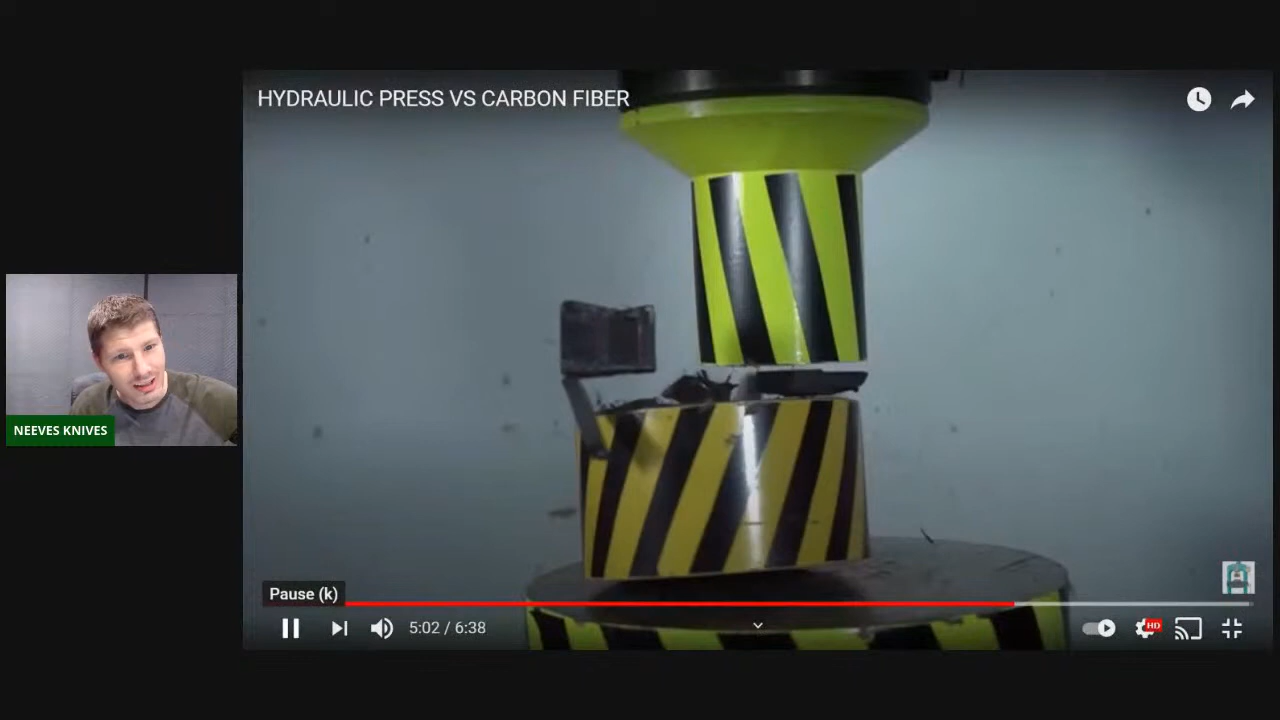 HYDRAULIC PRESS VS CARBON FIBER
NEEVES KNIVES
Pause (k)
5:02 / 6:38
HD